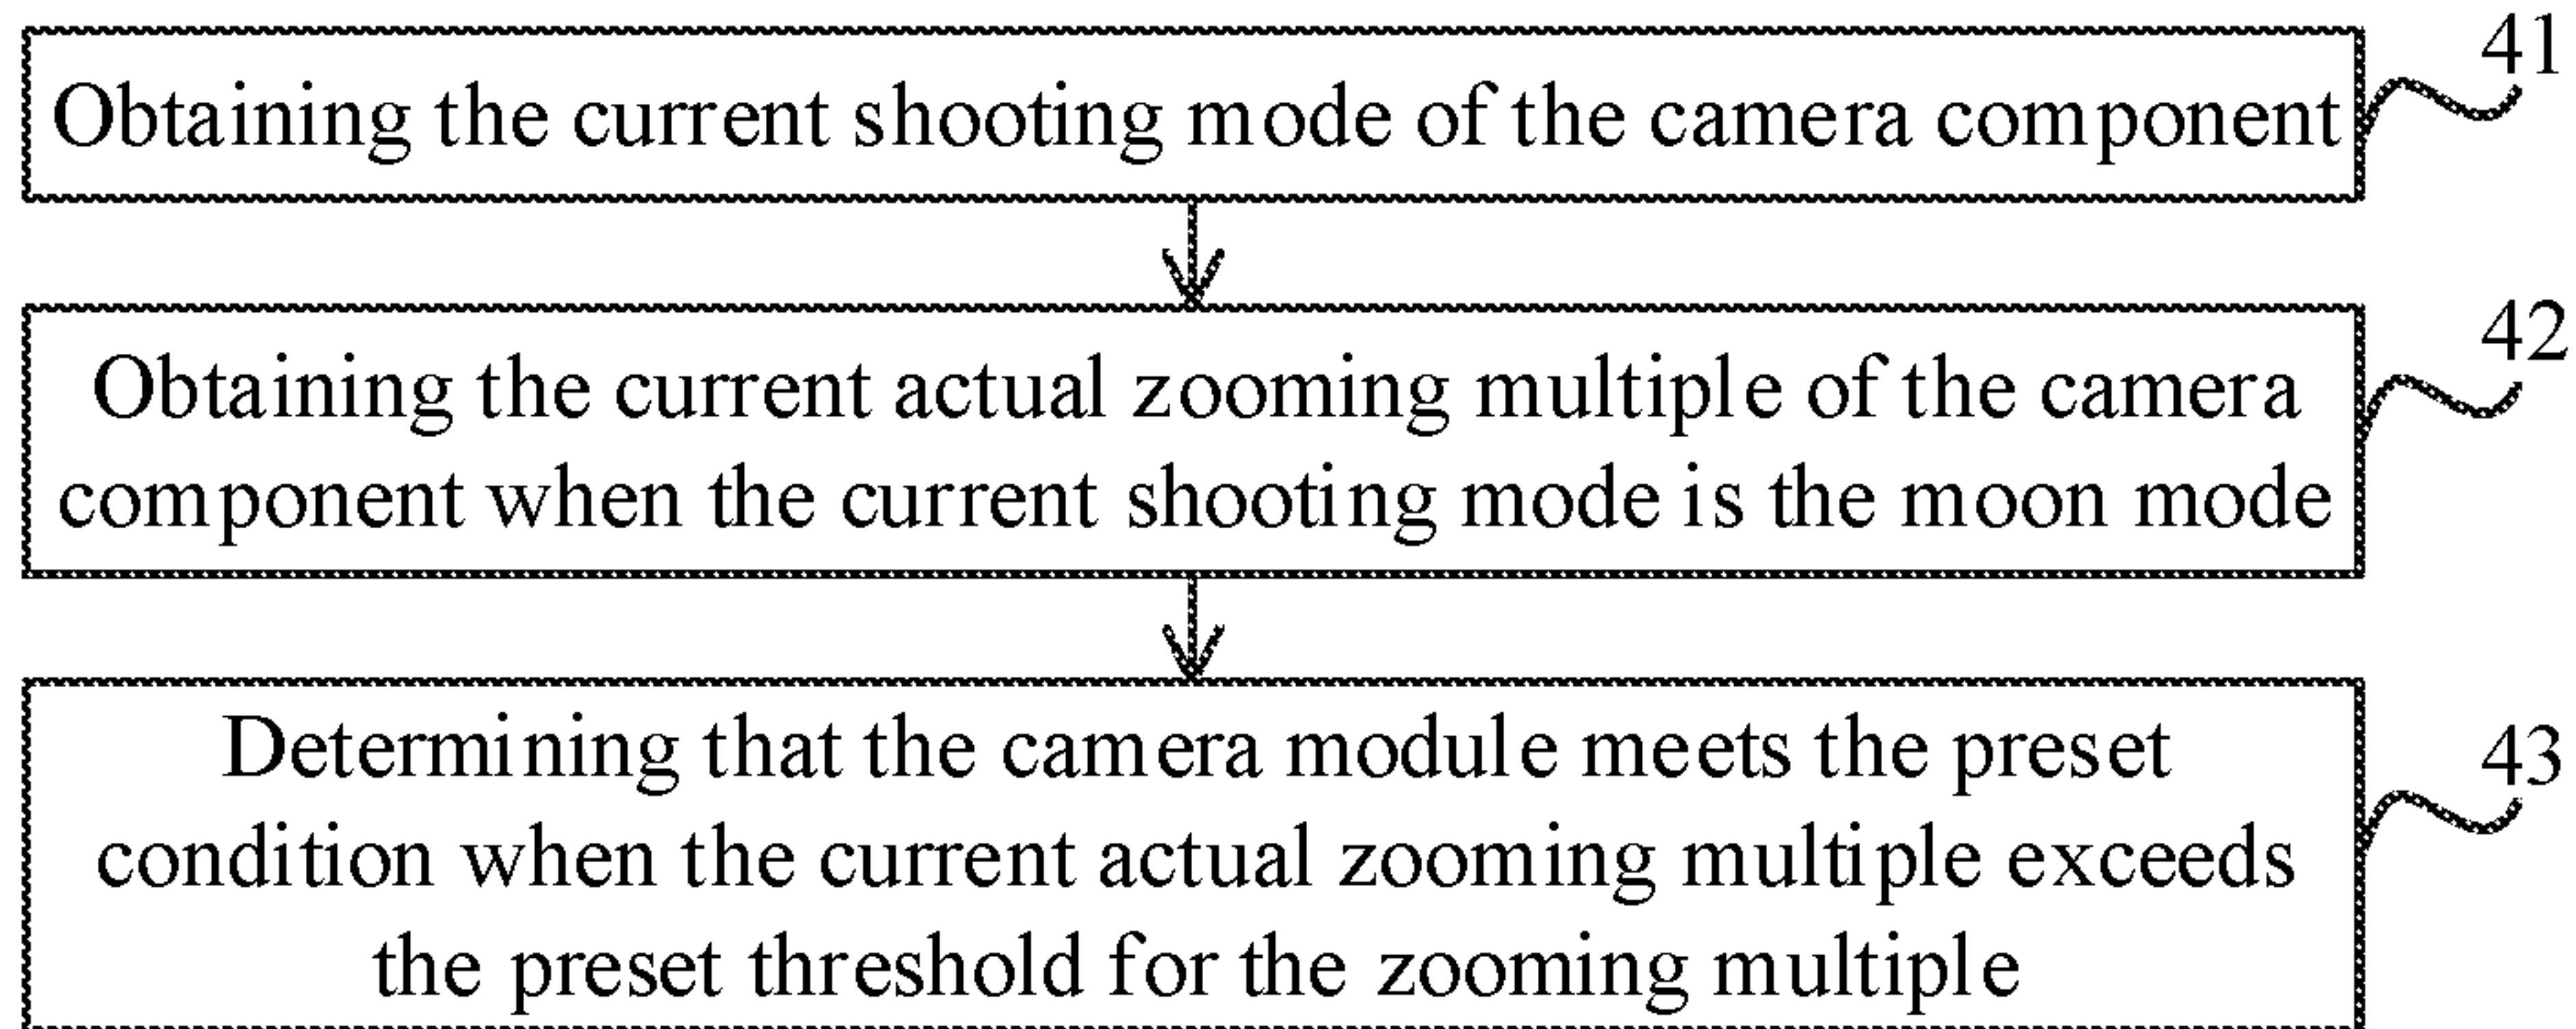 41
Obtaining the current shooting mode of the camera component
42
Obtaining the current actual zooming multiple of the camera
component when the current shooting mode is the moon mode
43
Determining that the camera module meets the preset
condition when the current actual zooming multiple exceeds
the preset threshold for the zooming multiple